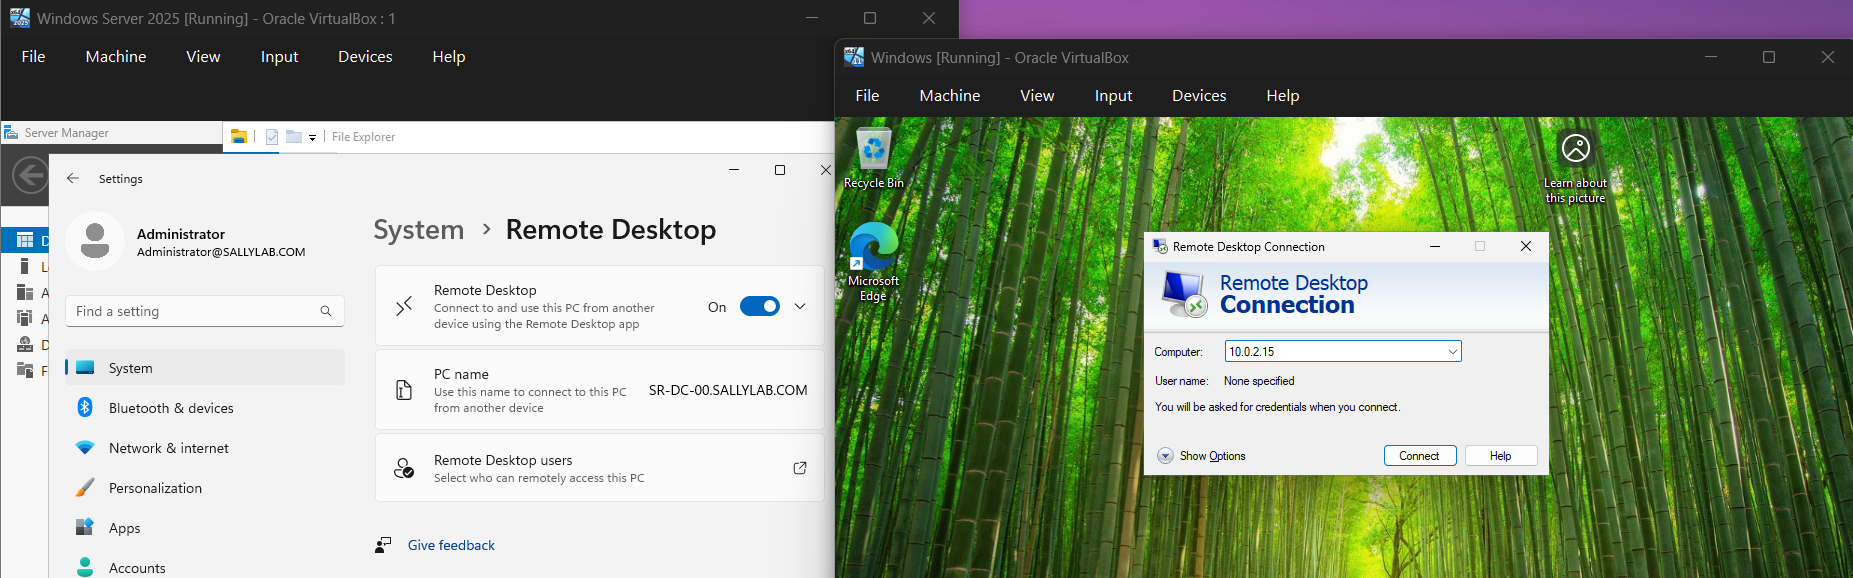 Windows Server 2025 [Running] - Oracle VirtualBox : 1
File Machine View Input Devices Help
Server Manager
File Explorer
Settings
Administrator
Administrator@SALLYLAB.COM
Find a setting
System
Bluetooth & devices
Network & internet
Personalization
Apps
Accounts
System > Remote Desktop
Remote Desktop
Connect to and use this PC from another
device using the Remote Desktop app
On
PC name
Use this name to connect to this PC
from another device
SR-DC-00.SALLYLAB.COM
Remote Desktop users
Select who can remotely access this PC
Give feedback
Windows [Running] - Oracle VirtualBox
File Machine View Input Devices Help
Recycle Bin
Microsoft
Edge
Learn about
this picture
Remote Desktop Connection
Remote Desktop
Connection
Computer: 10.0.2.15
User name: None specified
You will be asked for credentials when you connect.
Show Options
Connect
Help